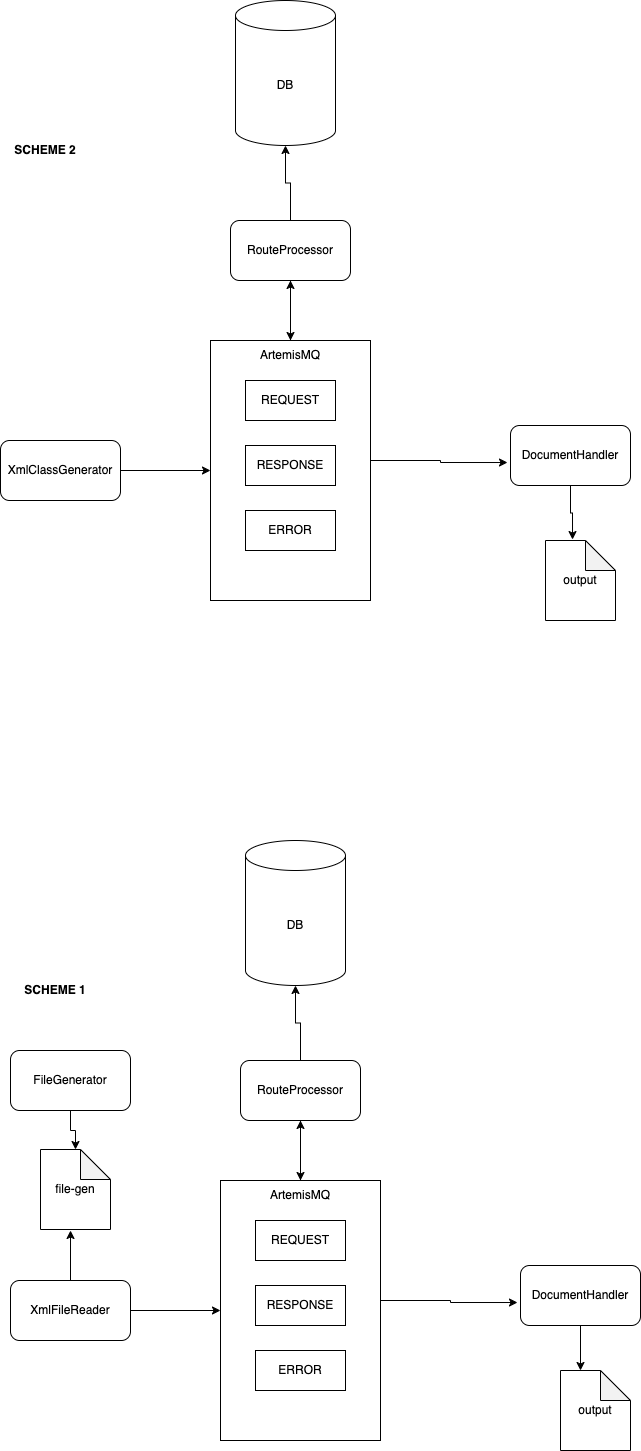 DB
SCHEME 2
RouteProcessor
ArtemisMQ
REQUEST
XmlClassGenerator
RESPONSE
DocumentHandler
ERROR
output
DB
SCHEME 1
FileGenerator
RouteProcessor
file-gen
ArtemisMQ
REQUEST
XmlFileReader
RESPONSE
DocumentHandler
ERROR
output